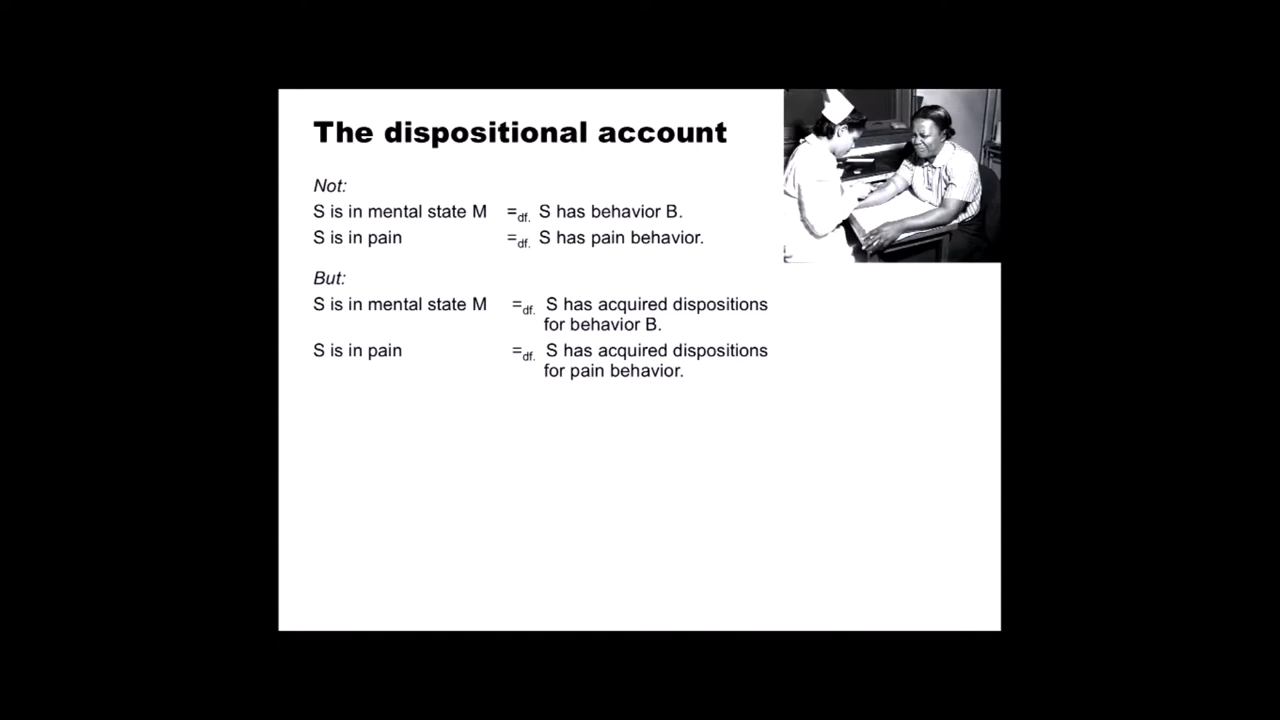 The dispositional account
Not:
S is in mental state M =df. S has behavior B.
S is in pain =df. S has pain behavior.
But:
S is in mental state M =df. S has acquired dispositions
for behavior B.
S is in pain =df. S has acquired dispositions
for pain behavior.